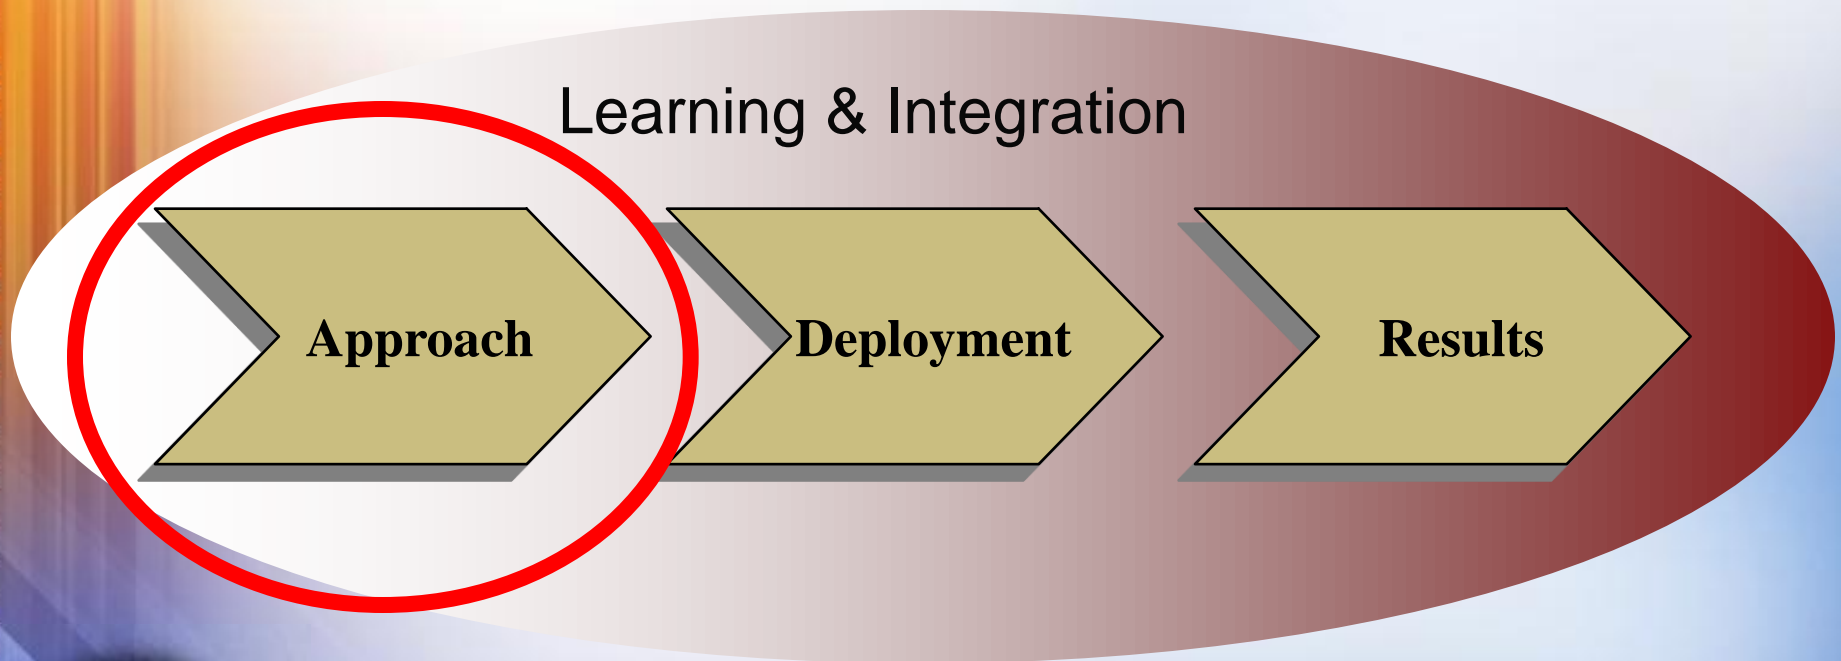 Learning & Integration
Approach
Deployment
Results